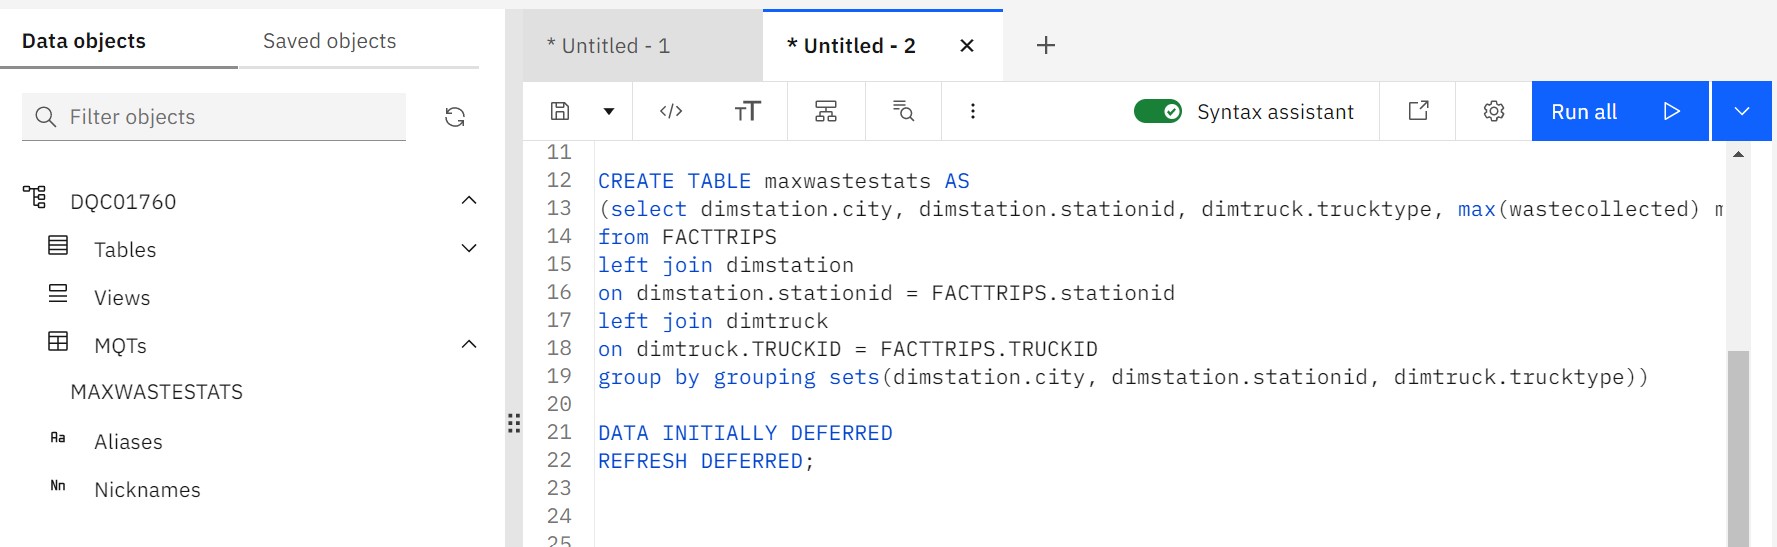 Data objects
Saved objects
Filter objects
DQC01760
Tables
Views
MQTs
MAXWASTESTATS
Aa Aliases
Nn Nicknames
* Untitled - 1
* Untitled - 2 ×
+
</> TT
Syntax assistant
Run all
11
12 CREATE TABLE maxwastestats AS
13 (select dimstation.city, dimstation.stationid, dimtruck.trucktype, max(wastecollected)
14 from FACTTRIPS
15 left join dimstation
16 on dimstation.stationid = FACTTRIPS.stationid
17 left join dimtruck
18 on dimtruck.TRUCKID = FACTTRIPS.TRUCKID
19 group by grouping sets(dimstation.city, dimstation.stationid, dimtruck.trucktype))
20
21 DATA INITIALLY DEFERRED
22 REFRESH DEFERRED;
23
24
25